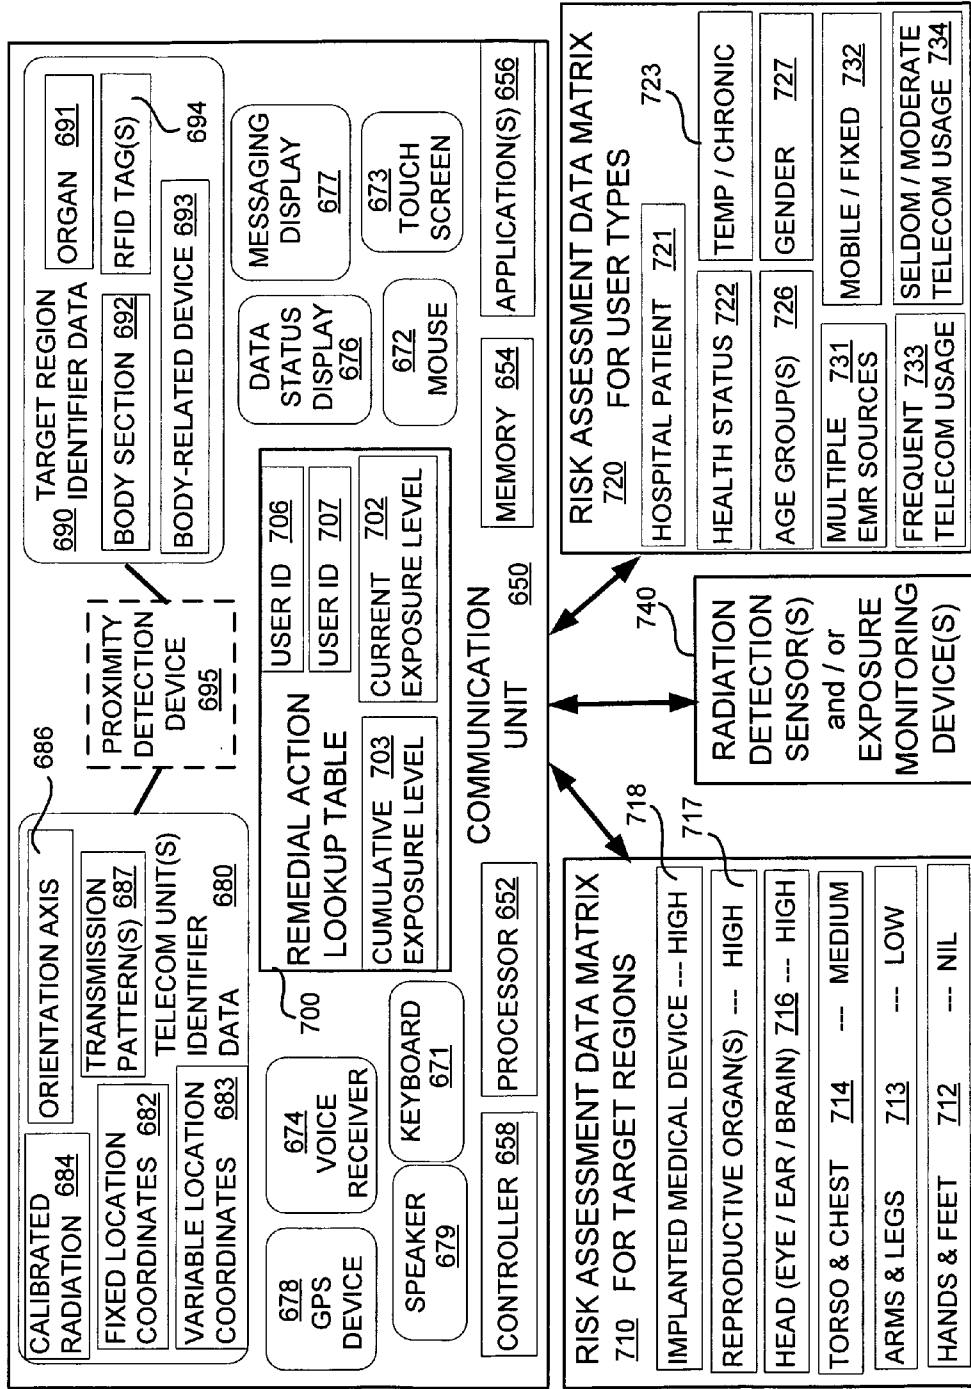 CALIBRATED
RADIATION 684
ORIENTATION AXIS
686
FIXED LOCATION
COORDINATES 682
TRANSMISSION
PATTERN(S) 687
VARIABLE LOCATION
COORDINATES 683
TELECOM UNIT(S)
IDENTIFIER
DATA 680
PROXIMITY
DETECTION
DEVICE
695
TARGET REGION
690 IDENTIFIER DATA
ORGAN 691
BODY SECTION 692
RFID TAG(S)
694
BODY-RELATED DEVICE 693
678
GPS
DEVICE
674
VOICE
RECEIVER
SPEAKER
679
KEYBOARD
671
700
REMEDIAL ACTION
LOOKUP TABLE
USER ID 706
USER ID 707
CUMULATIVE 703
EXPOSURE LEVEL
CURRENT 702
EXPOSURE LEVEL
DATA
STATUS
DISPLAY
676
MESSAGING
DISPLAY
677
672
MOUSE
673
TOUCH
SCREEN
CONTROLLER 658
PROCESSOR 652
COMMUNICATION
UNIT 650
MEMORY 654
APPLICATION(S) 656
RISK ASSESSMENT DATA MATRIX
710 FOR TARGET REGIONS
IMPLANTED MEDICAL DEVICE --- HIGH
718
REPRODUCTIVE ORGAN(S) --- HIGH
717
HEAD (EYE / EAR / BRAIN) 716 --- HIGH
TORSO & CHEST 714 --- MEDIUM
ARMS & LEGS 713 --- LOW
HANDS & FEET 712 --- NIL
740
RADIATION
DETECTION
SENSOR(S)
and / or
EXPOSURE
MONITORING
DEVICE(S)
RISK ASSESSMENT DATA MATRIX
720 FOR USER TYPES
HOSPITAL PATIENT 721
723
HEALTH STATUS 722
TEMP / CHRONIC
AGE GROUP(S) 726
GENDER 727
MULTIPLE 731
EMR SOURCES
MOBILE / FIXED 732
FREQUENT 733
TELECOM USAGE
SELDOM / MODERATE
TELECOM USAGE 734